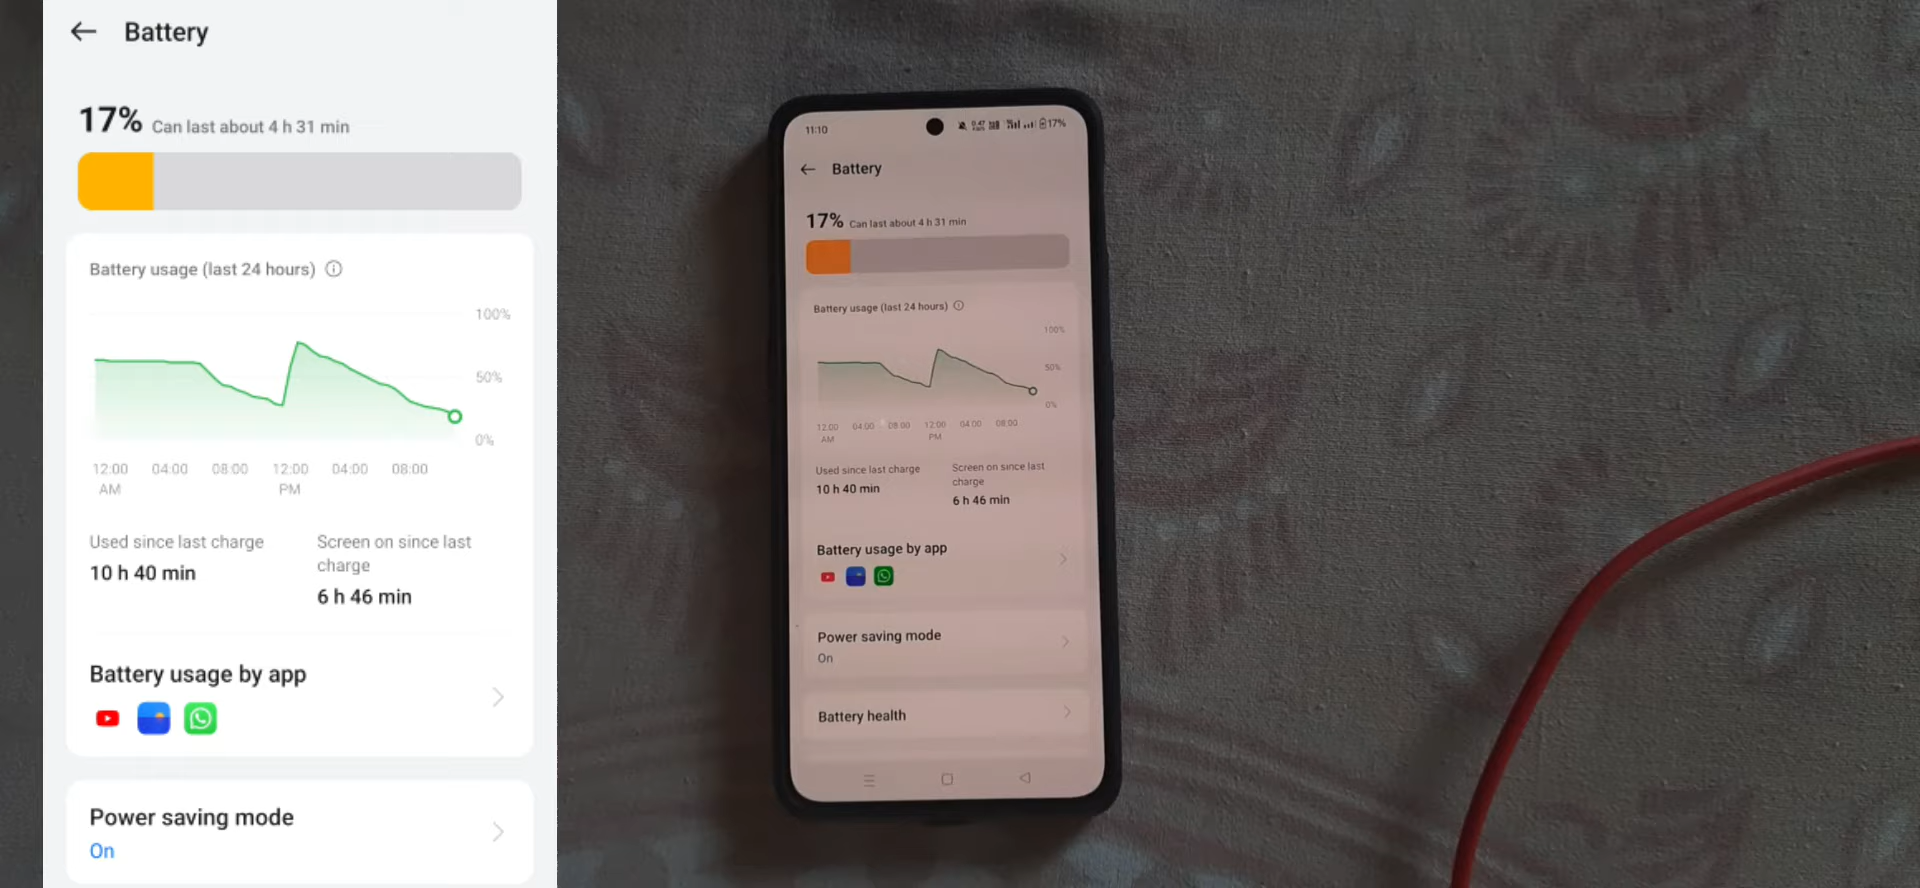 Battery
17% Can last about 4 h 31 min
Battery usage (last 24 hours)
100%
50%
0%
12:00 04:00 08:00 12:00 04:00 08:00
AM PM
Used since last charge
10 h 40 min
Screen on since last
charge
6 h 46 min
Battery usage by app
Power saving mode
On
11:10
17%
Battery
17% Can last about 4 h 31 min
Battery usage (last 24 hours)
100%
50%
0%
12:00 04:00 08:00 12:00 04:00 08:00
AM PM
Used since last charge
10 h 40 min
Screen on since last
charge
6 h 46 min
Battery usage by app
Power saving mode
On
Battery health